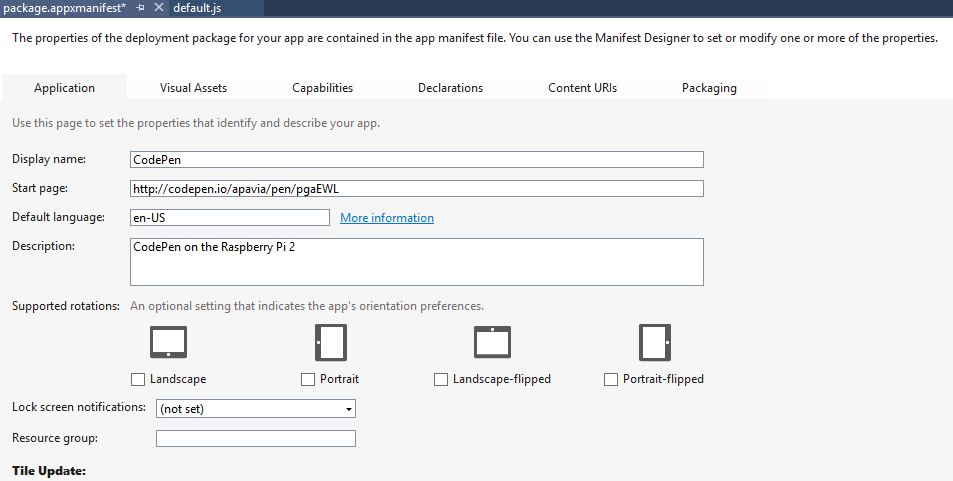 package.appxmanifest* default.js
The properties of the deployment package for your app are contained in the app manifest file. You can use the Manifest Designer to set or modify one or more of the properties.
Application Visual Assets Capabilities Declarations Content URIs Packaging
Use this page to set the properties that identify and describe your app.
Display name: CodePen
Start page: http://codepen.io/apavia/pen/pgaEWL
Default language: en-US More information
Description: CodePen on the Raspberry Pi 2
Supported rotations: An optional setting that indicates the app's orientation preferences.
Landscape Portrait Landscape-flipped Portrait-flipped
Lock screen notifications: (not set)
Resource group:
Tile Update: